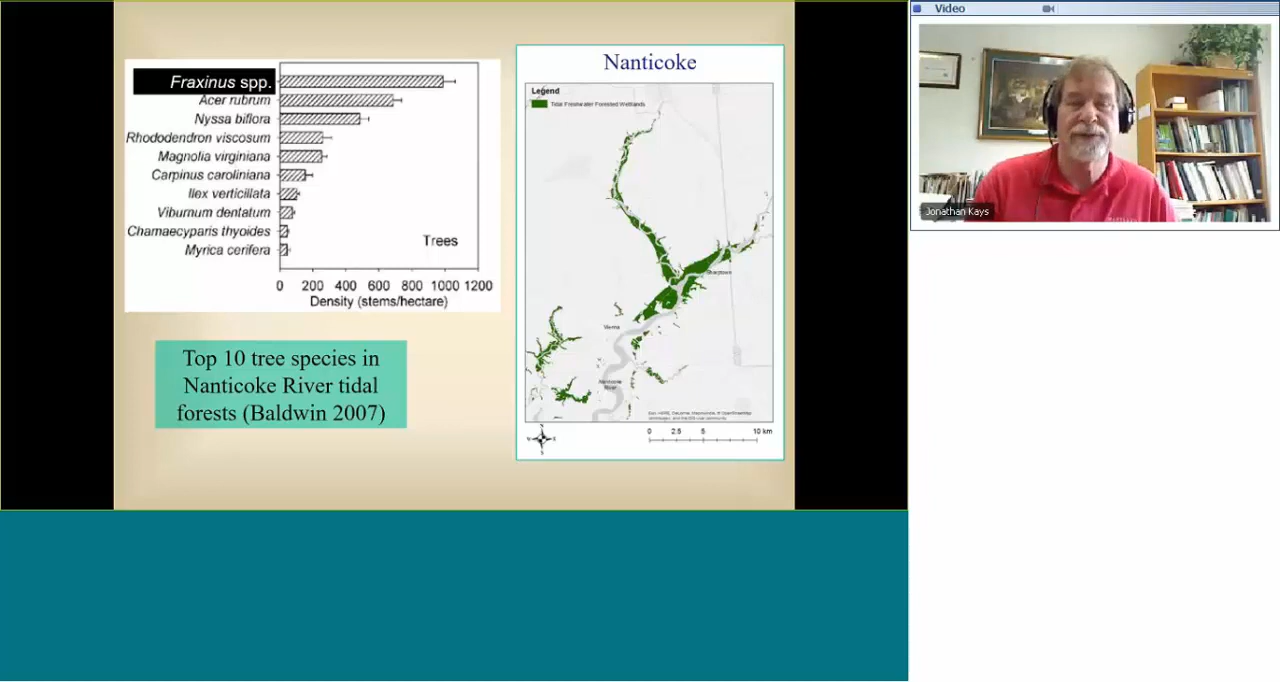 Fraxinus spp.
Acer rubrum
Nyssa biflora
Rhododendron viscosum
Magnolia virginiana
Carpinus caroliniana
Ilex verticillata
Viburnum dentatum
Chamaecyparis thyoides
Myrica cerifera
Trees
0 200 400 600 800 1000 1200
Density (stems/hectare)
Top 10 tree species in
Nanticoke River tidal
forests (Baldwin 2007)
Nanticoke
Legend
Tidal Freshwater Forested Wetlands
Sharptown
Vienna
Nanticoke
River
0 2.5 5 10 km
Video
Jonathan Kays